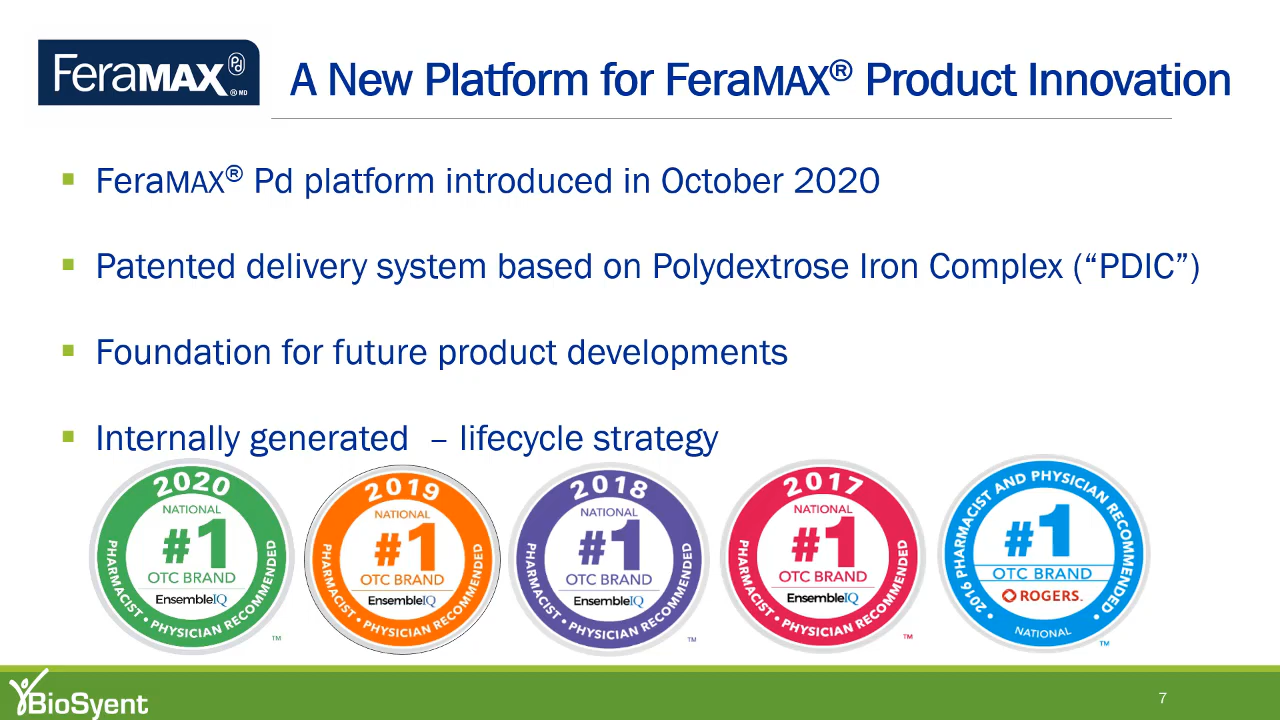 FeraMAX® Pd ® MD
A New Platform for FeraMAX® Product Innovation
▪ FeraMAX® Pd platform introduced in October 2020
▪ Patented delivery system based on Polydextrose Iron Complex (“PDIC”)
▪ Foundation for future product developments
▪ Internally generated – lifecycle strategy
2020
NATIONAL
#1
OTC BRAND
EnsembleIQ
PHARMACIST • PHYSICIAN RECOMMENDED
TM
2019
NATIONAL
#1
OTC BRAND
EnsembleIQ
PHARMACIST • PHYSICIAN RECOMMENDED
2018
NATIONAL
#1
OTC BRAND
EnsembleIQ
PHARMACIST • PHYSICIAN RECOMMENDED
TM
2017
NATIONAL
#1
OTC BRAND
EnsembleIQ
PHARMACIST • PHYSICIAN RECOMMENDED
TM
• 2016 PHARMACIST AND PHYSICIAN RECOMMENDED •
#1
OTC BRAND
ROGERS™
NATIONAL
TM
BioSyent
7